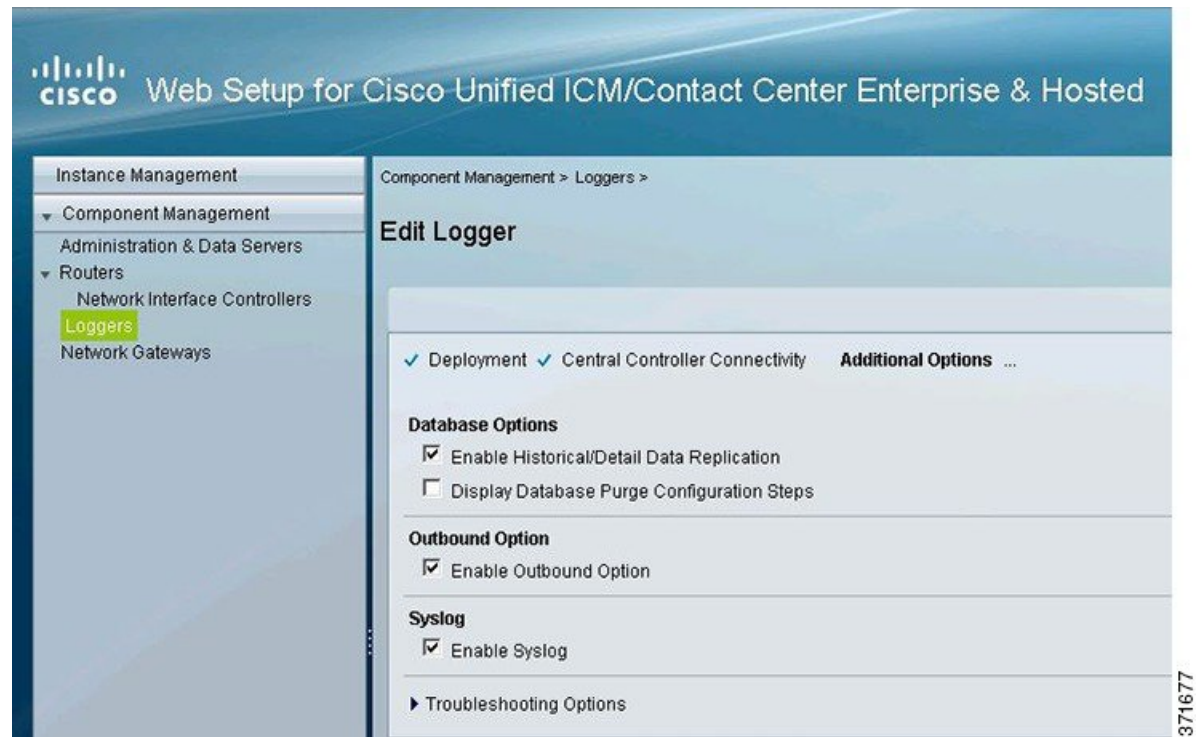 CISCO Web Setup for Cisco Unified ICM/Contact Center Enterprise & Hosted
Instance Management
Component Management
Administration & Data Servers
Routers
Network Interface Controllers
Loggers
Network Gateways
Component Management > Loggers >
Edit Logger
Deployment Central Controller Connectivity Additional Options ...
Database Options
Enable Historical/Detail Data Replication
Display Database Purge Configuration Steps
Outbound Option
Enable Outbound Option
Syslog
Enable Syslog
Troubleshooting Options
371677